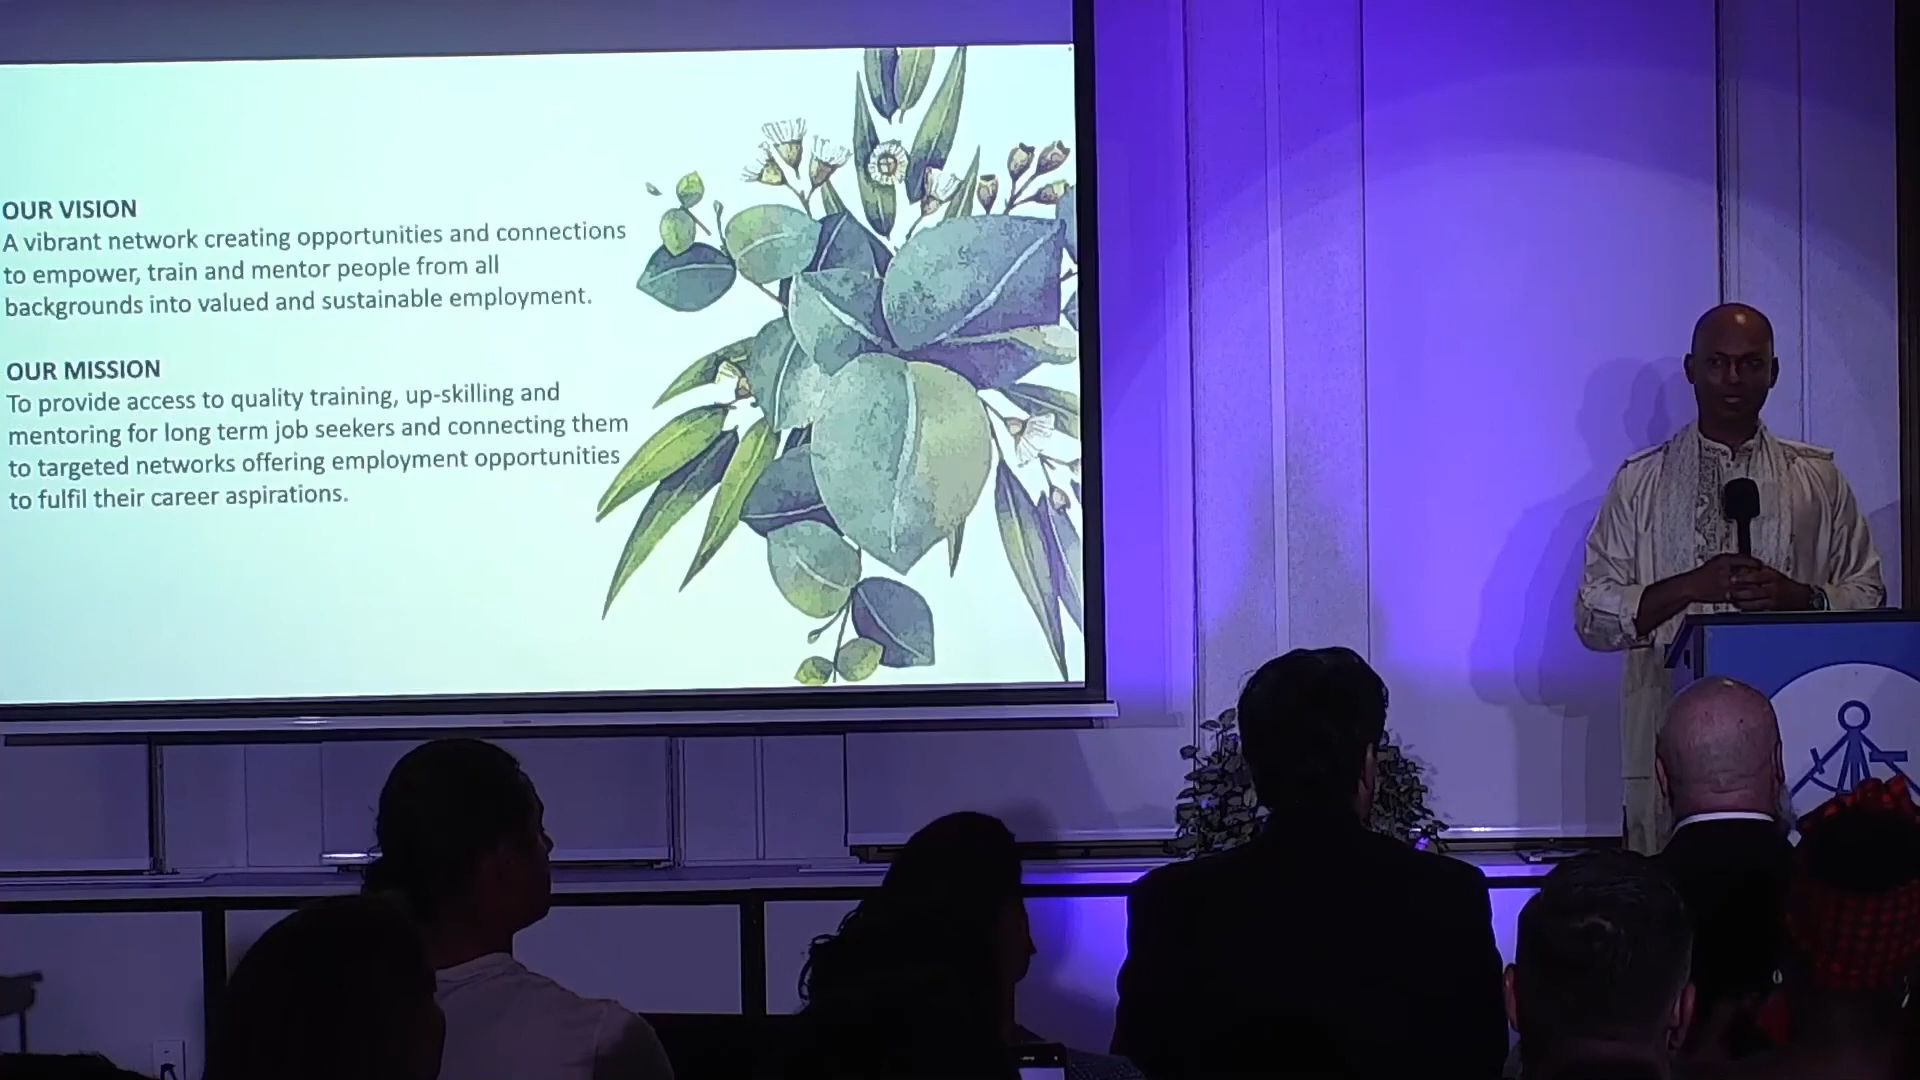 OUR VISION
A vibrant network creating opportunities and connections
to empower, train and mentor people from all
backgrounds into valued and sustainable employment.
OUR MISSION
To provide access to quality training, up-skilling and
mentoring for long term job seekers and connecting them
to targeted networks offering employment opportunities
to fulfil their career aspirations.